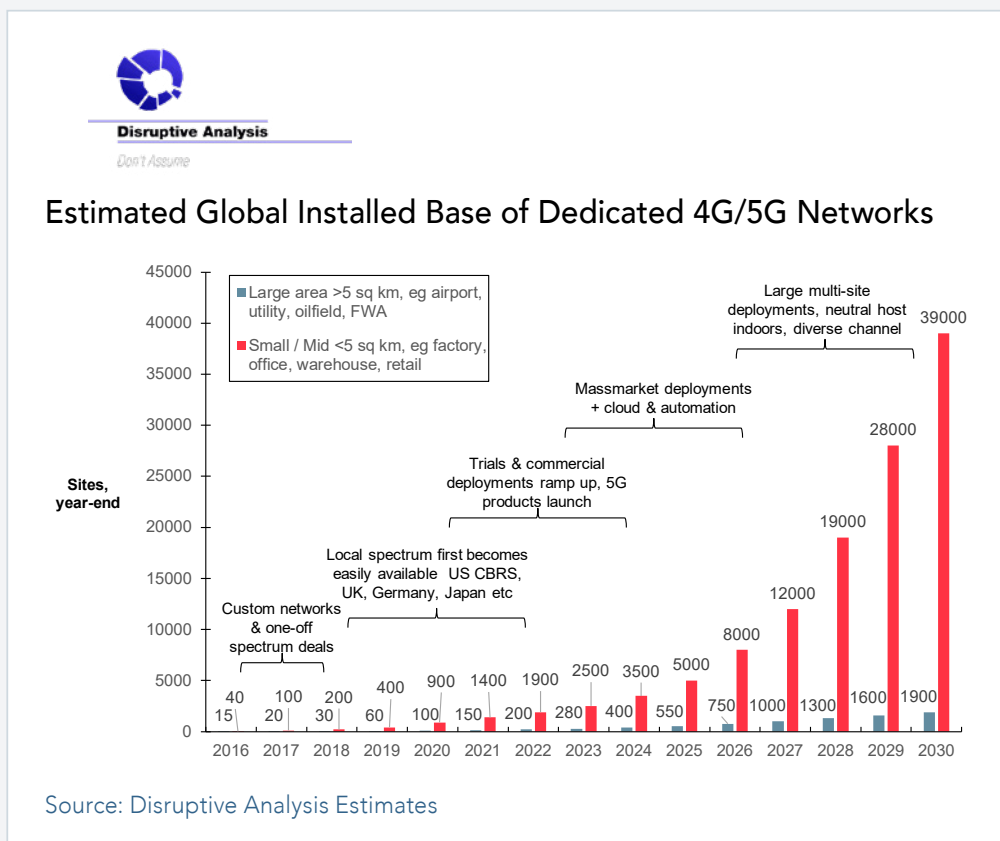 Disruptive Analysis
Don't Assume
Estimated Global Installed Base of Dedicated 4G/5G Networks
45000
40000
35000
30000
25000
20000
15000
10000
5000
0
Sites,
year-end
Large area >5 sq km, eg airport,
utility, oilfield, FWA
Small / Mid <5 sq km, eg factory,
office, warehouse, retail
Large multi-site
deployments, neutral host
indoors, diverse channel
Massmarket deployments
+ cloud & automation
Trials & commercial
deployments ramp up, 5G
products launch
Local spectrum first becomes
easily available US CBRS,
UK, Germany, Japan etc
Custom networks
& one-off
spectrum deals
40 100 200 400 900 1400 1900 2500 3500 5000 8000 12000 19000 28000 39000
15 20 30 60 100 150 200 280 400 550 750 1000 1300 1600 1900
2016 2017 2018 2019 2020 2021 2022 2023 2024 2025 2026 2027 2028 2029 2030
Source: Disruptive Analysis Estimates